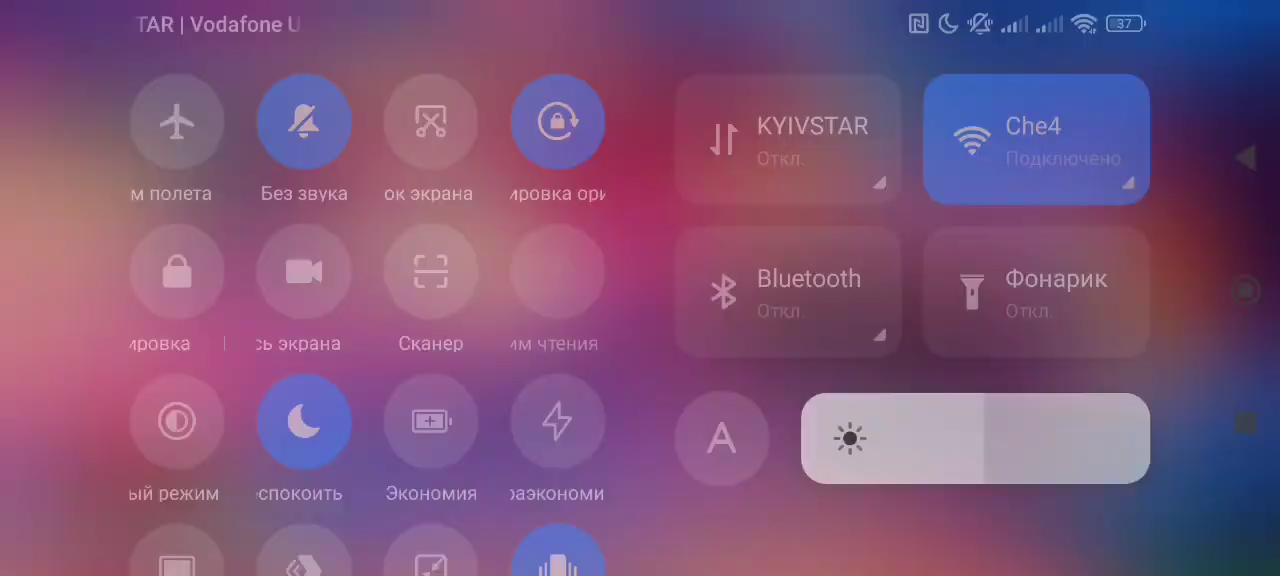 TAR | Vodafone U
37
м полета
Без звука
ок экрана
ировка ори
KYIVSTAR
Откл.
Che4
Подключено
ировка
сь экрана
Сканер
им чтения
Bluetooth
Откл.
Фонарик
Откл.
ый режим
еспокоить
Экономия
раэкономи
A